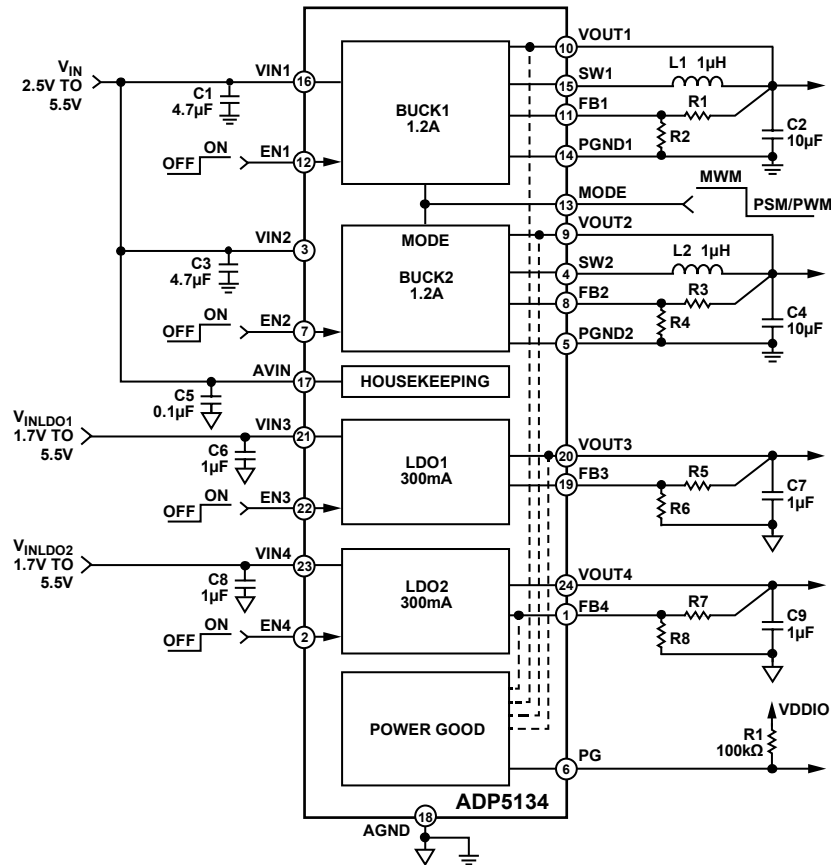 VIN
2.5V TO
5.5V
VIN1
16
C1
4.7µF
OFF
ON
EN1
12
BUCK1
1.2A
VOUT1
10
SW1
15
L1 1µH
FB1
11
R1
R2
PGND1
14
C2
10µF
MODE
13
MWM
PSM/PWM
VIN2
3
C3
4.7µF
OFF
ON
EN2
7
MODE
BUCK2
1.2A
VOUT2
9
SW2
4
L2 1µH
FB2
8
R3
R4
PGND2
5
C4
10µF
AVIN
17
HOUSEKEEPING
C5
0.1µF
VINLDO1
1.7V TO
5.5V
VIN3
21
C6
1µF
OFF
ON
EN3
22
LDO1
300mA
VOUT3
20
FB3
19
R5
R6
C7
1µF
VINLDO2
1.7V TO
5.5V
VIN4
23
C8
1µF
OFF
ON
EN4
2
LDO2
300mA
VOUT4
24
FB4
1
R7
R8
C9
1µF
POWER GOOD
VDDIO
R1
100kΩ
PG
6
ADP5134
18
AGND